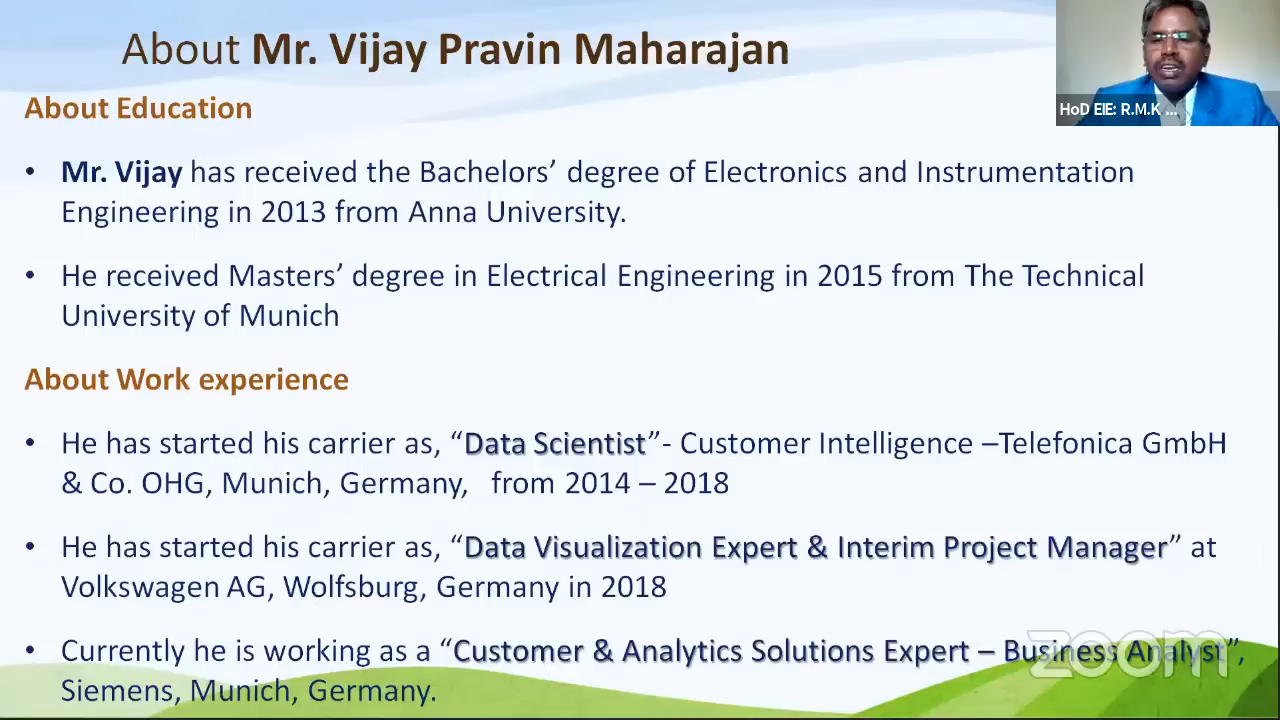 About Mr. Vijay Pravin Maharajan
HoD EIE: R.M.K ...
About Education
• Mr. Vijay has received the Bachelors’ degree of Electronics and Instrumentation
Engineering in 2013 from Anna University.
• He received Masters’ degree in Electrical Engineering in 2015 from The Technical
University of Munich
About Work experience
• He has started his carrier as, “Data Scientist”- Customer Intelligence –Telefonica GmbH
& Co. OHG, Munich, Germany, from 2014 – 2018
• He has started his carrier as, “Data Visualization Expert & Interim Project Manager” at
Volkswagen AG, Wolfsburg, Germany in 2018
• Currently he is working as a “Customer & Analytics Solutions Expert – Business Analyst”,
Siemens, Munich, Germany.
zoom